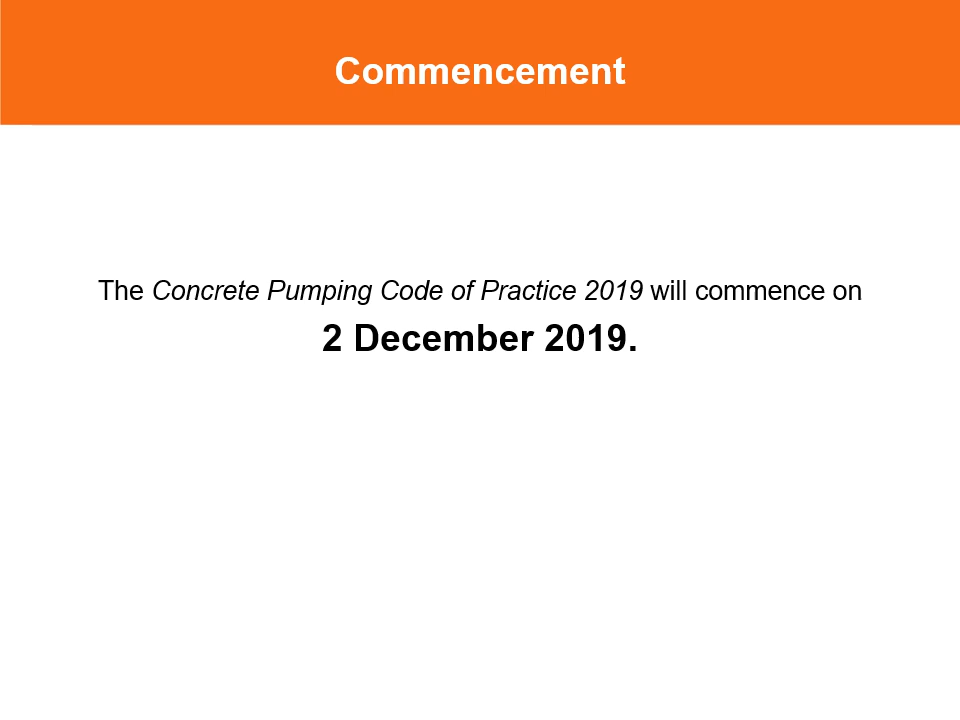 Commencement
The Concrete Pumping Code of Practice 2019 will commence on
2 December 2019.